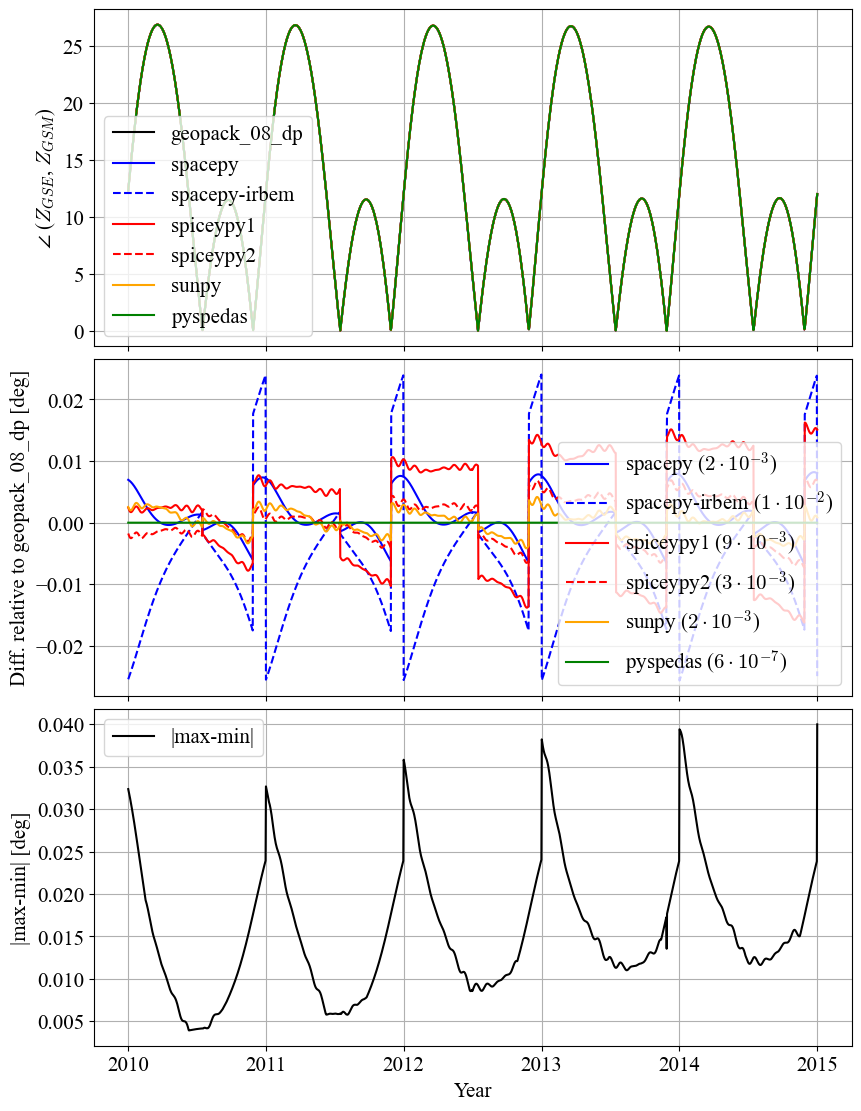 ∠ (Z_GSE, Z_GSM)
25
20
15
10
5
0
geopack_08_dp
spacepy
spacepy-irbem
spiceypy1
spiceypy2
sunpy
pyspedas
Diff. relative to geopack_08_dp [deg]
0.02
0.01
0.00
−0.01
−0.02
spacepy (2 · 10⁻³)
spacepy-irbem (1 · 10⁻²)
spiceypy1 (9 · 10⁻³)
spiceypy2 (3 · 10⁻³)
sunpy (2 · 10⁻³)
pyspedas (6 · 10⁻⁷)
|max-min| [deg]
0.040
0.035
0.030
0.025
0.020
0.015
0.010
0.005
|max-min|
2010 2011 2012 2013 2014 2015
Year